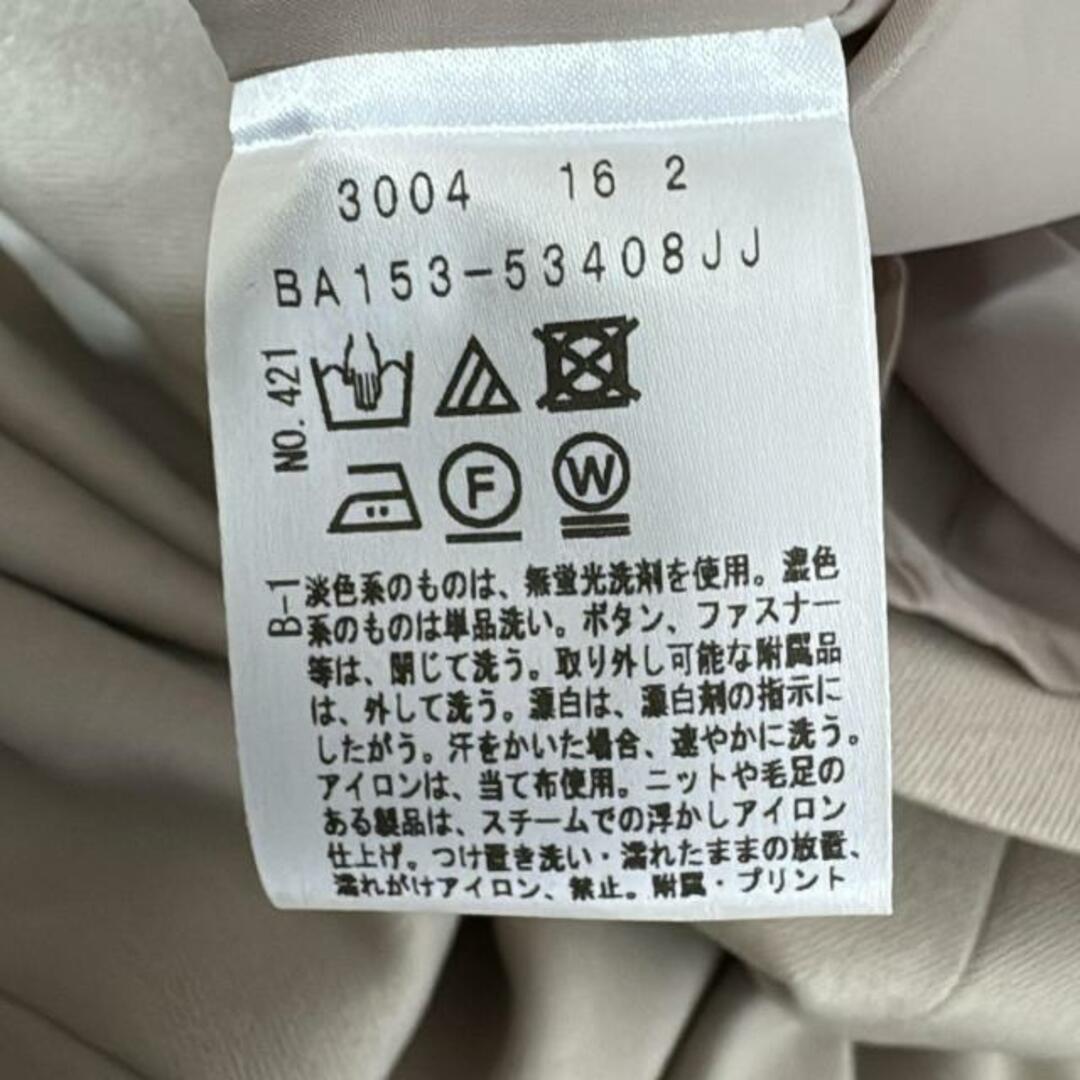 3004 16 2
BA153-53408JJ
NO.421
F W
B-1
淡色系のものは、無蛍光洗剤を使用。濃色
系のものは単品洗い。ボタン、ファスナー
等は、閉じて洗う。取り外し可能な附属品
は、外して洗う。漂白は、漂白剤の指示に
したがう。汗をかいた場合、速やかに洗う。
アイロンは、当て布使用。ニットや毛足の
ある製品は、スチームでの浮かしアイロン
仕上げ。つけ置き洗い・濡れたままの放置、
濡れがけアイロン、禁止。附属・プリント